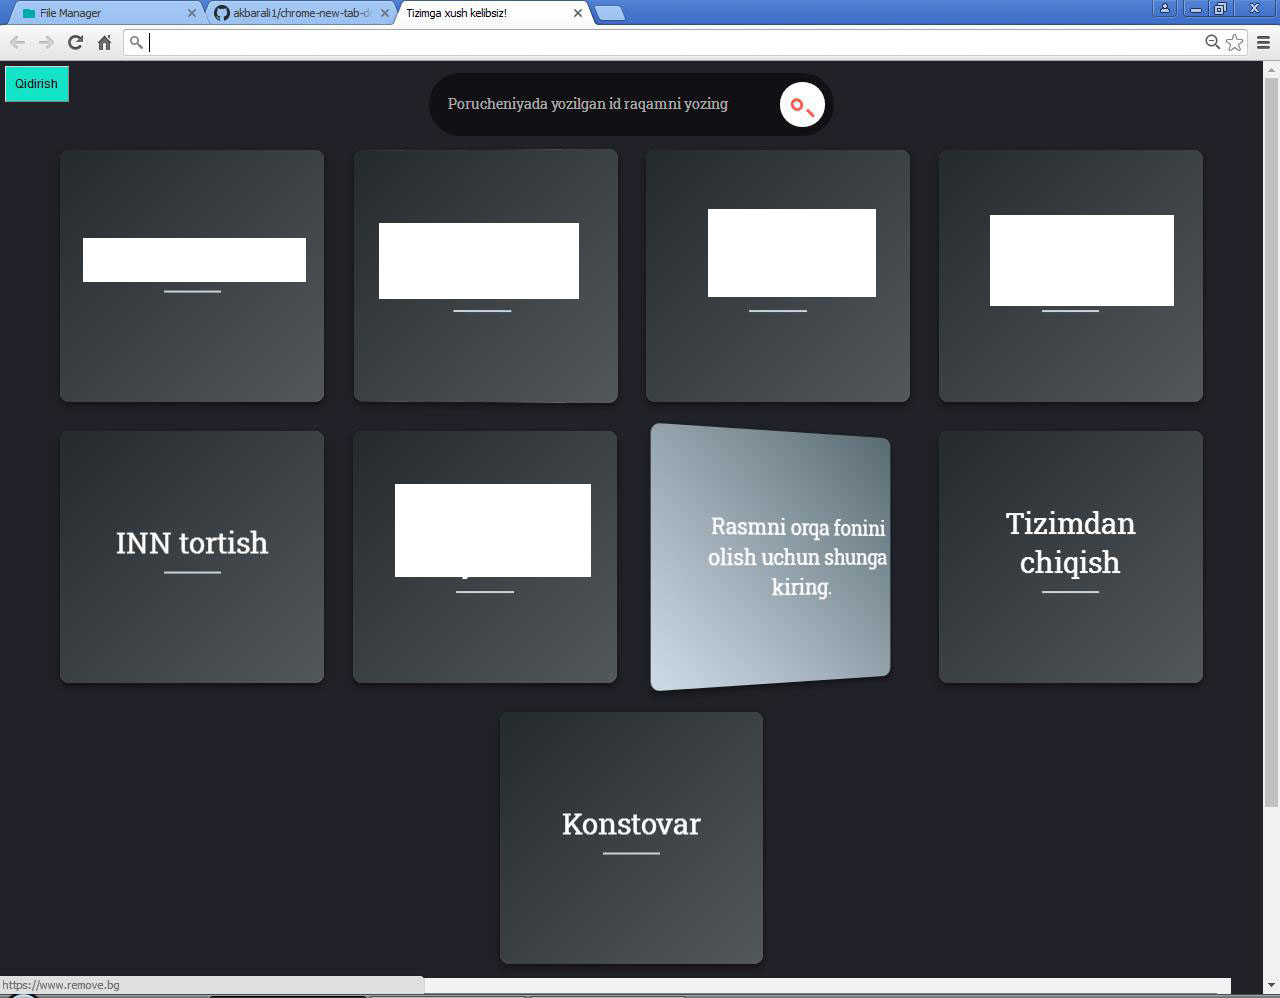 File Manager
akbarali1/chrome-new-tab-d
Tizimga xush kelibsiz!
Qidirish
Porucheniyada yozilgan id raqamni yozing
INN tortish
Rasmni orqa fonini
olish uchun shunga
kiring.
Tizimdan
chiqish
Konstovar
https://www.remove.bg